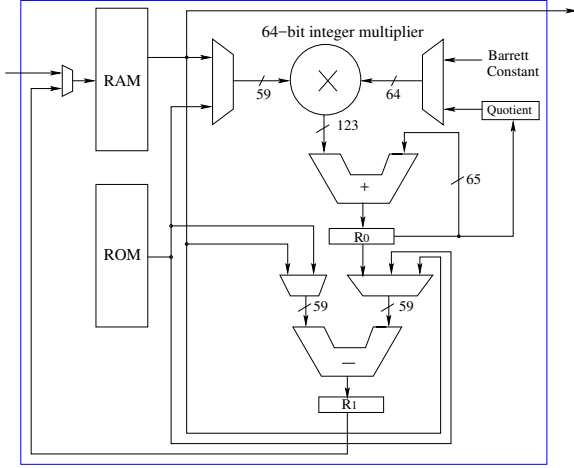 64-bit integer multiplier
RAM
Barrett
Constant
59
64
Quotient
123
+
65
R0
ROM
59
59
−
R1